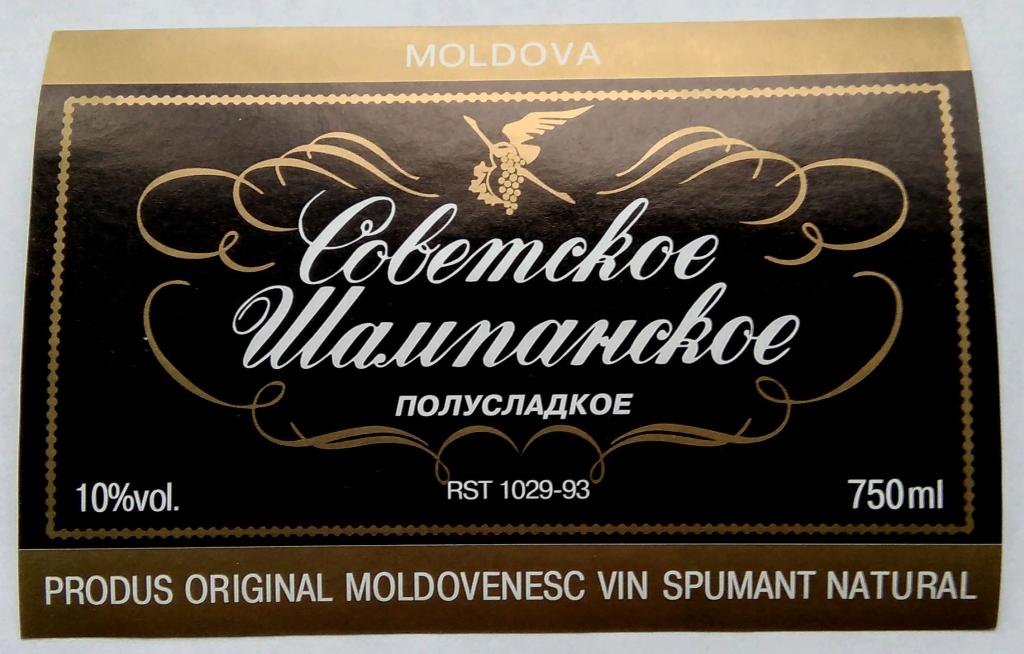 MOLDOVA
Советское
Шампанское
ПОЛУСЛАДКОЕ
10%vol.
RST 1029-93
750ml
PRODUS ORIGINAL MOLDOVENESC VIN SPUMANT NATURAL